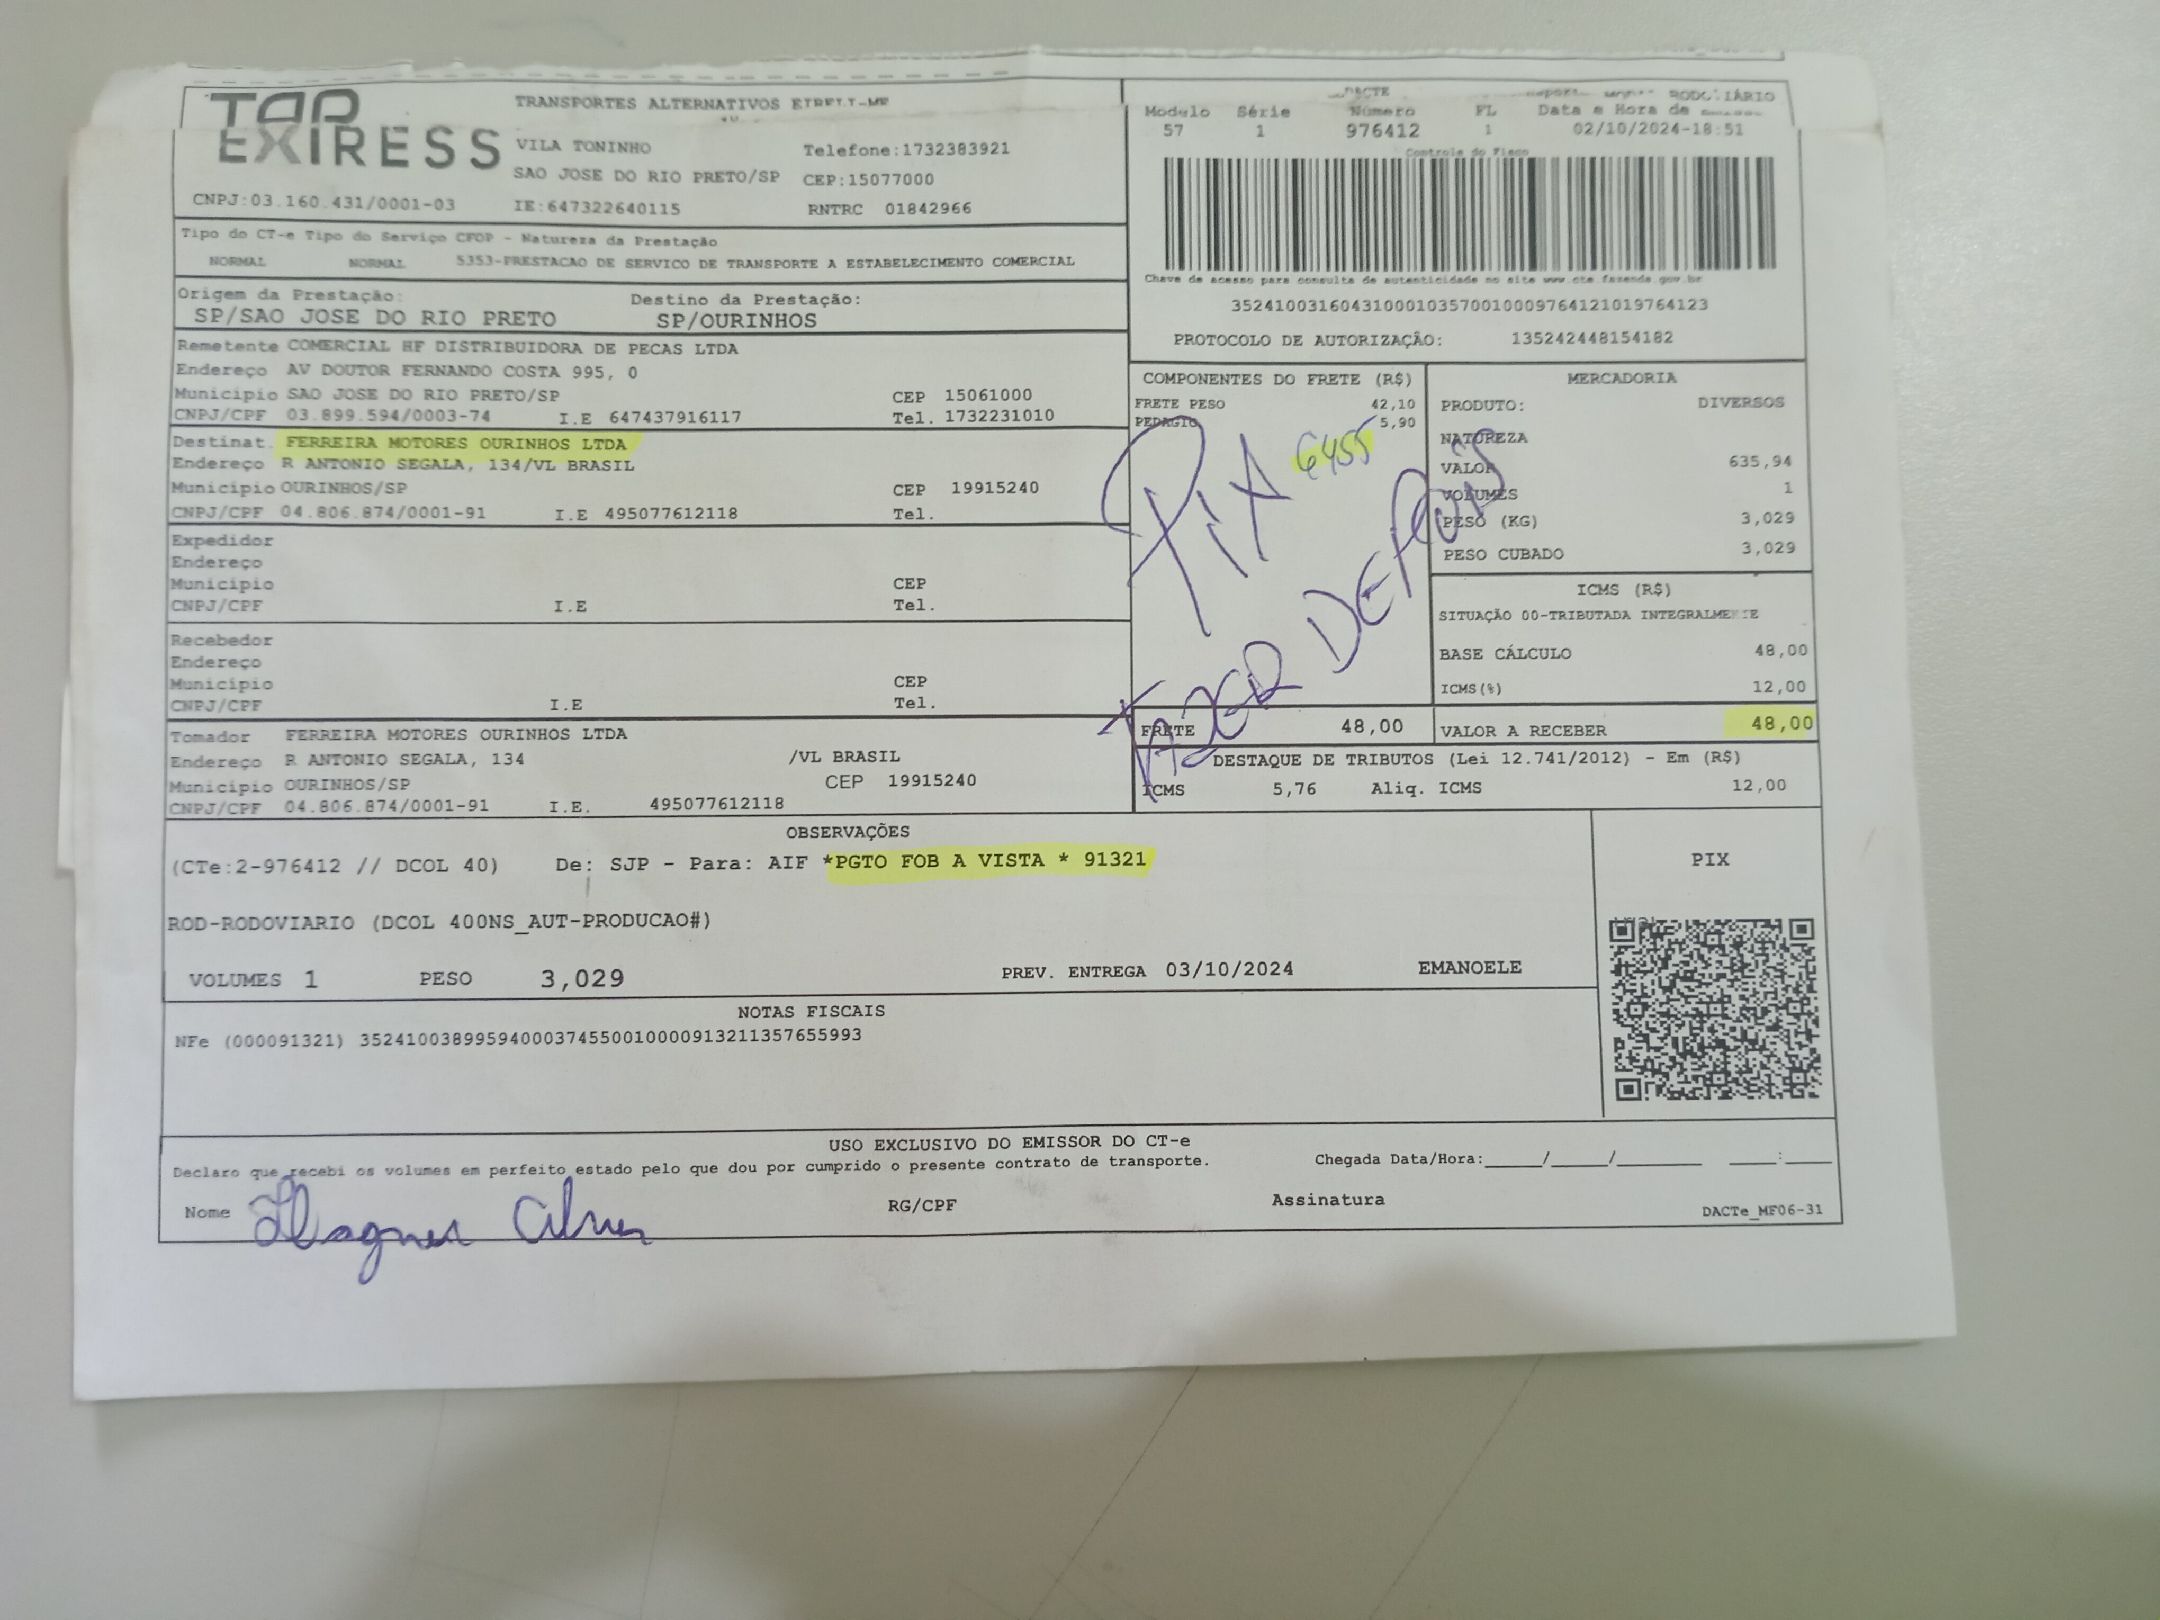 TOP
EXPRESS
TRANSPORTES ALTERNATIVOS
VILA TONINHO
Telefone:1732383921
SAO JOSE DO RIO PRETO/SP CEP:15077000
CNPJ:03.160.431/0001-03 IE:647322640115 RNTRC 01842966
DACTE
RODOVIÁRIO
Modulo Série Número FL Data e Hora de
57 1 976412 1 02/10/2024-18:51
Controle do Fisco
Chave de acesso para consulta de autenticidade no site www.cte.fazenda.gov.br
35241003160431000103570010009764121019764123
PROTOCOLO DE AUTORIZAÇÃO: 135242448154182
Tipo do CT-e Tipo do Serviço CFOP - Natureza da Prestação
NORMAL NORMAL 5353-PRESTACAO DE SERVICO DE TRANSPORTE A ESTABELECIMENTO COMERCIAL
Origem da Prestação: Destino da Prestação:
SP/SAO JOSE DO RIO PRETO SP/OURINHOS
Remetente COMERCIAL HF DISTRIBUIDORA DE PECAS LTDA
Endereço AV DOUTOR FERNANDO COSTA 995, 0
Município SAO JOSE DO RIO PRETO/SP CEP 15061000
CNPJ/CPF 03.899.594/0003-74 I.E 647437916117 Tel. 1732231010
Destinat. FERREIRA MOTORES OURINHOS LTDA
Endereço R ANTONIO SEGALA, 134/VL BRASIL
Município OURINHOS/SP CEP 19915240
CNPJ/CPF 04.806.874/0001-91 I.E 495077612118 Tel.
Expedidor
Endereço
Município CEP
CNPJ/CPF I.E Tel.
Recebedor
Endereço
Município CEP
CNPJ/CPF I.E Tel.
Tomador FERREIRA MOTORES OURINHOS LTDA
Endereço R ANTONIO SEGALA, 134 /VL BRASIL
Município OURINHOS/SP CEP 19915240
CNPJ/CPF 04.806.874/0001-91 I.E. 495077612118
COMPONENTES DO FRETE (R$)
FRETE PESO 42,10
PEDAGIO 5,90
PIX 6455
FAZER DEPOIS
FRETE 48,00
MERCADORIA
PRODUTO: DIVERSOS
NATUREZA
VALOR 635,94
VOLUMES 1
PESO (KG) 3,029
PESO CUBADO 3,029
ICMS (R$)
SITUAÇÃO 00-TRIBUTADA INTEGRALMENTE
BASE CÁLCULO 48,00
ICMS(%) 12,00
VALOR A RECEBER 48,00
DESTAQUE DE TRIBUTOS (Lei 12.741/2012) - Em (R$)
ICMS 5,76 Aliq. ICMS 12,00
OBSERVAÇÕES
(CTe:2-976412 // DCOL 40) De: SJP - Para: AIF *PGTO FOB A VISTA * 91321
ROD-RODOVIARIO (DCOL 400NS_AUT-PRODUCAO#)
VOLUMES 1 PESO 3,029 PREV. ENTREGA 03/10/2024 EMANOELE
PIX
NOTAS FISCAIS
NFe (000091321) 35241003899594000374550010000913211357655993
USO EXCLUSIVO DO EMISSOR DO CT-e
Declaro que recebi os volumes em perfeito estado pelo que dou por cumprido o presente contrato de transporte. Chegada Data/Hora:_____/_____/_______ ____:____
Nome Wagner RG/CPF Assinatura
DACTe_MF06-31